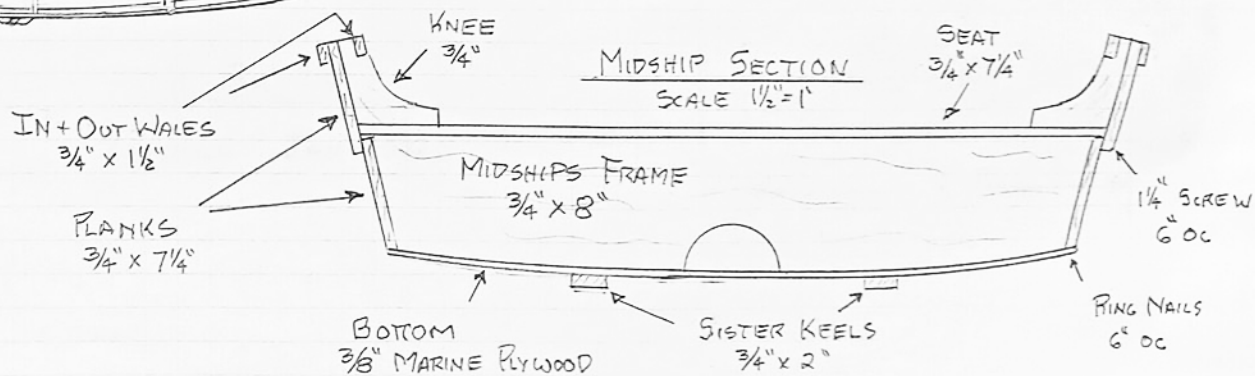 KNEE
3/4"
MIDSHIP SECTION
SCALE 1 1/2"=1'
SEAT
3/4" x 7 1/4"
IN + OUT WALES
3/4" x 1 1/2"
MIDSHIPS FRAME
3/4" x 8"
PLANKS
3/4" x 7 1/4"
1 1/4" SCREW
6" OC
BOTTOM
3/8" MARINE PLYWOOD
SISTER KEELS
3/4" x 2"
RING NAILS
6" OC